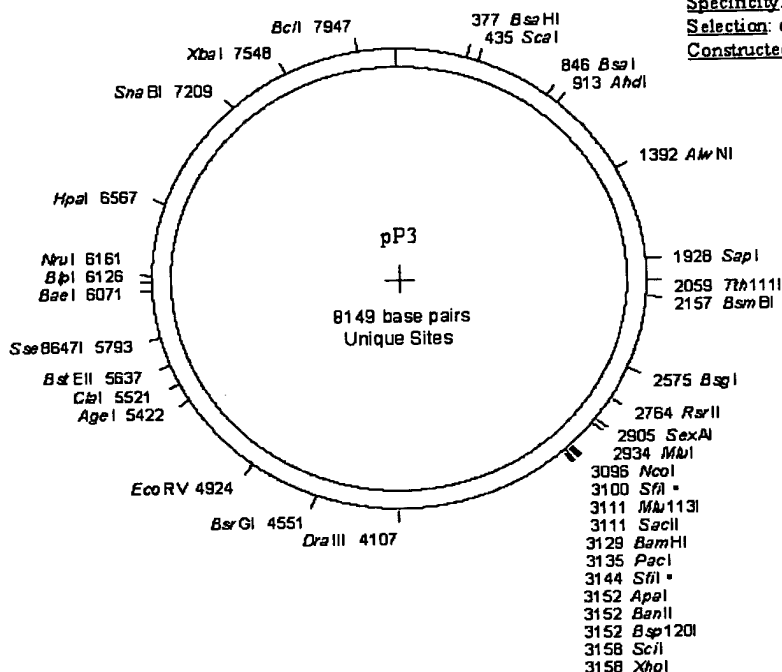 Specificity
Selection:
Constructe
BclI 7947
XbaI 7548
SnaBI 7209
HpaI 6567
NruI 6161
BlpI 6126
BaeI 6071
Sse8647I 5793
BstEII 5637
ClaI 5521
AgeI 5422
EcoRV 4924
BsrGI 4551
DraIII 4107
377 BsaHI
435 ScaI
846 BsaI
913 AhdI
1392 AlwNI
1928 SapI
2059 Tth111I
2157 BsmBI
2575 BsgI
2764 RsrII
2905 SexAI
2934 MluI
3096 NcoI
3100 SfiI *
3111 Mlu113I
3111 SacII
3129 BamHI
3135 PacI
3144 SfiI *
3152 ApaI
3152 BanII
3152 Bsp120I
3158 SciI
3158 XhoI
pP3
8149 base pairs
Unique Sites